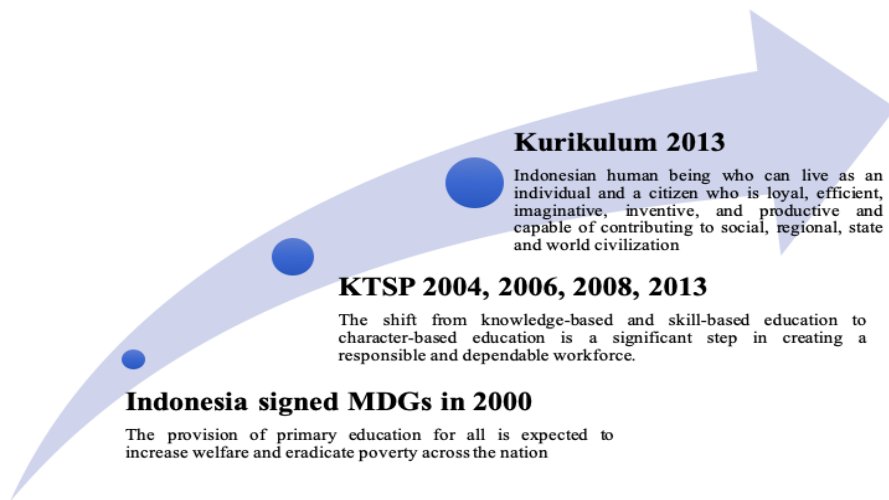 Kurikulum 2013
Indonesian human being who can live as an
individual and a citizen who is loyal, efficient,
imaginative, inventive, and productive and
capable of contributing to social, regional, state
and world civilization
KTSP 2004, 2006, 2008, 2013
The shift from knowledge-based and skill-based education to
character-based education is a significant step in creating a
responsible and dependable workforce.
Indonesia signed MDGs in 2000
The provision of primary education for all is expected to
increase welfare and eradicate poverty across the nation